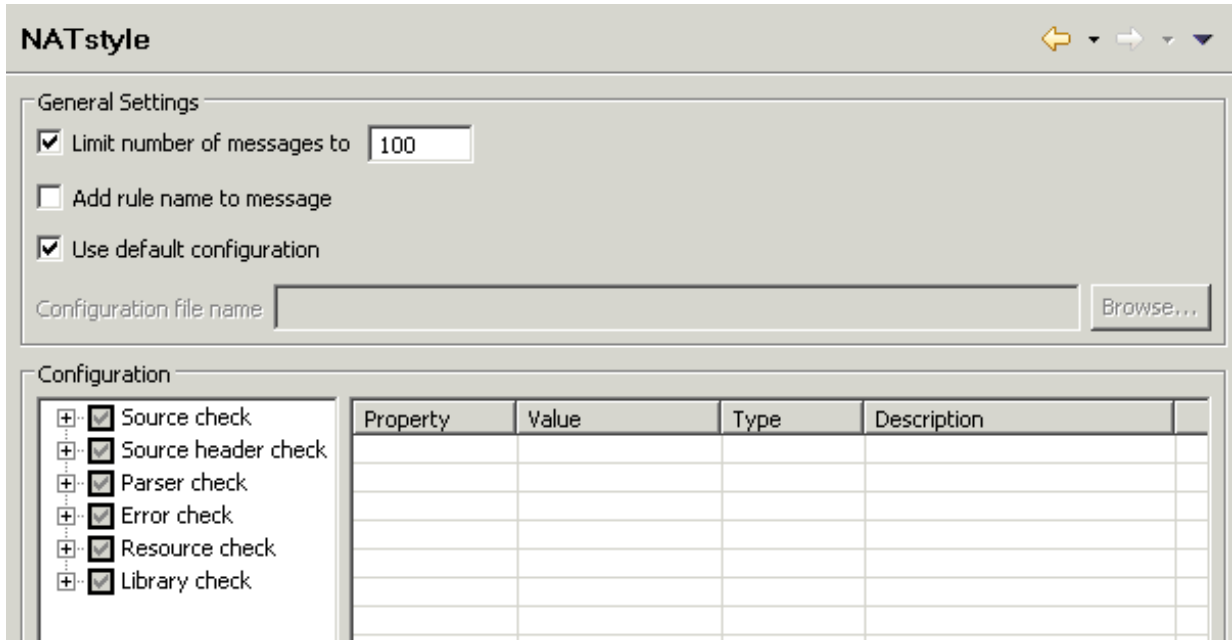 NATstyle
General Settings
Limit number of messages to 100
Add rule name to message
Use default configuration
Configuration file name Browse...
Configuration
Property Value Type Description
Source check
Source header check
Parser check
Error check
Resource check
Library check